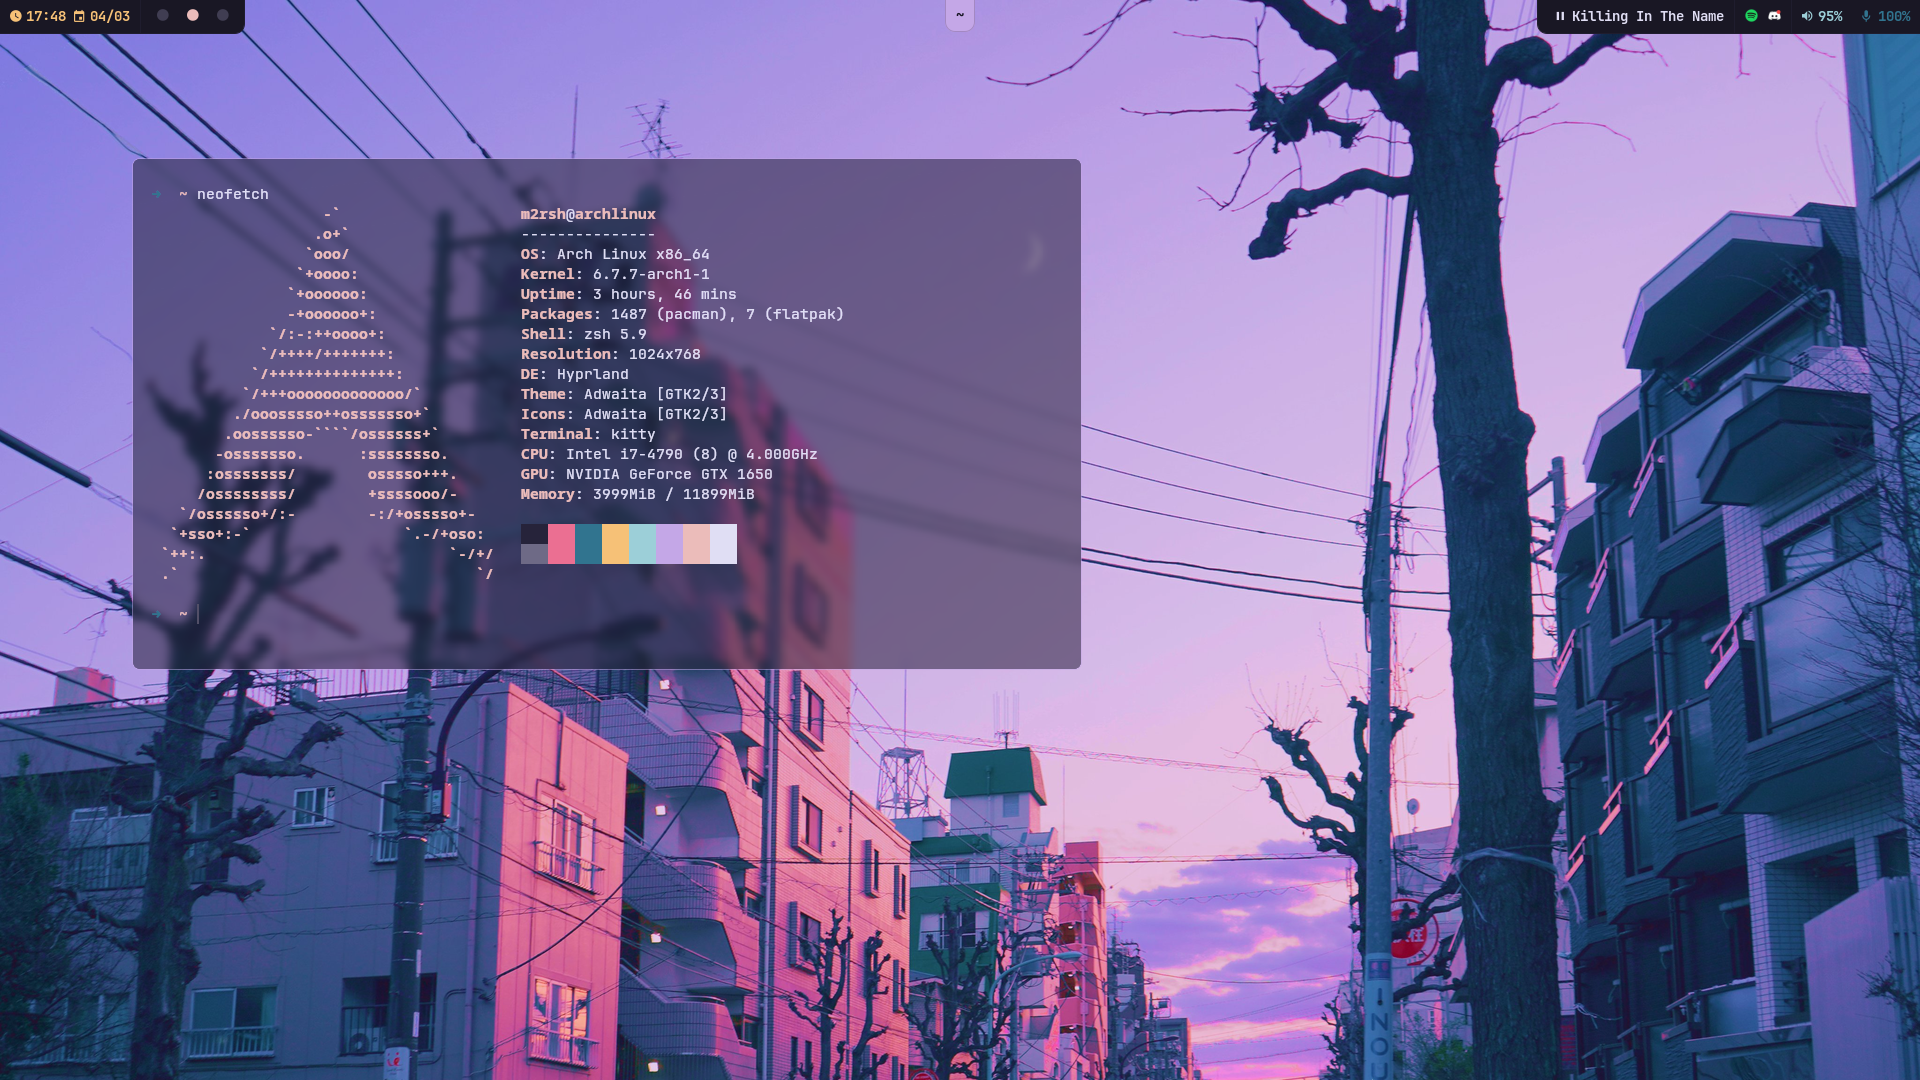 17:48 04/03
~
Killing In The Name
95%
100%
➜ ~ neofetch
-`
.o+`
`ooo/
`+oooo:
`+oooooo:
-+oooooo+:
`/:-:++oooo+:
`/++++/+++++++:
`/++++++++++++++:
`/+++ooooooooooooo/`
./ooosssso++osssssso+`
.oossssso-````/ossssss+`
-osssssso. :ssssssso.
:osssssss/ osssso+++.
/ossssssss/ +ssssooo/-
`/ossssso+/:- -:/+osssso+-
`+sso+:-` `.-/+oso:
`++:. `-/+/
.` `/
m2rsh@archlinux
---------------
OS: Arch Linux x86_64
Kernel: 6.7.7-arch1-1
Uptime: 3 hours, 46 mins
Packages: 1487 (pacman), 7 (flatpak)
Shell: zsh 5.9
Resolution: 1024x768
DE: Hyprland
Theme: Adwaita [GTK2/3]
Icons: Adwaita [GTK2/3]
Terminal: kitty
CPU: Intel i7-4790 (8) @ 4.000GHz
GPU: NVIDIA GeForce GTX 1650
Memory: 3999MiB / 11899MiB
➜ ~